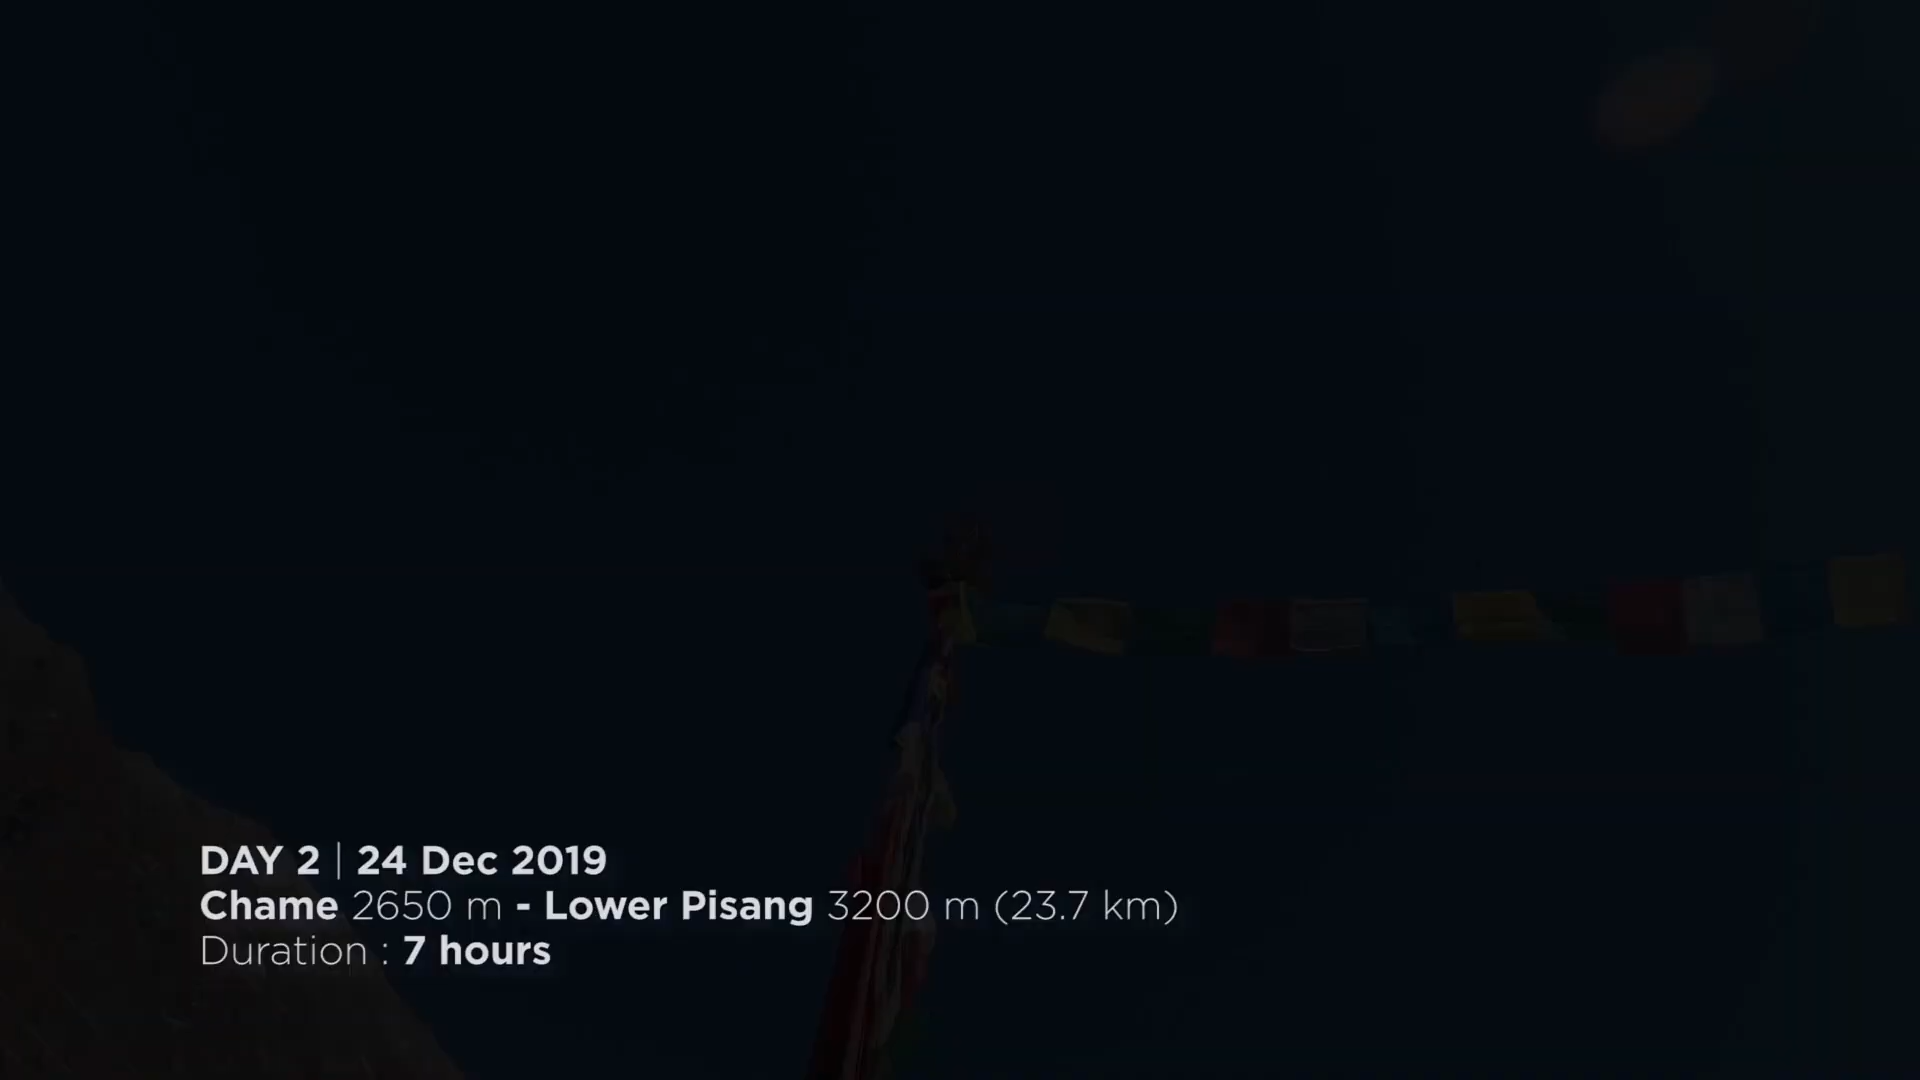 DAY 2 | 24 Dec 2019
Chame 2650 m - Lower Pisang 3200 m (23.7 km)
Duration : 7 hours